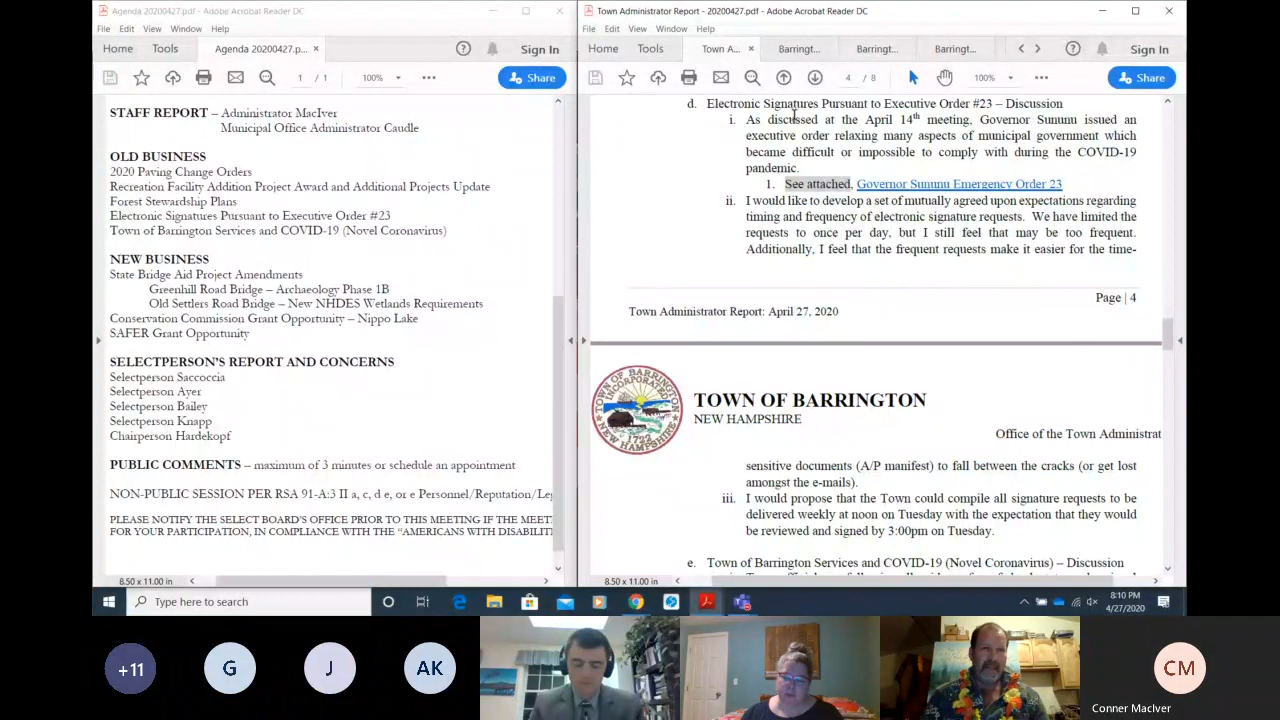 Agenda 20200427.pdf - Adobe Acrobat Reader DC
File Edit View Window Help
Home Tools Agenda 20200427.p... × Sign In
1 / 1 100% Share
STAFF REPORT – Administrator MacIver
Municipal Office Administrator Caudle
OLD BUSINESS
2020 Paving Change Orders
Recreation Facility Addition Project Award and Additional Projects Update
Forest Stewardship Plans
Electronic Signatures Pursuant to Executive Order #23
Town of Barrington Services and COVID-19 (Novel Coronavirus)
NEW BUSINESS
State Bridge Aid Project Amendments
Greenhill Road Bridge – Archaeology Phase 1B
Old Settlers Road Bridge – New NHDES Wetlands Requirements
Conservation Commission Grant Opportunity – Nippo Lake
SAFER Grant Opportunity
SELECTPERSON'S REPORT AND CONCERNS
Selectperson Saccoccia
Selectperson Ayer
Selectperson Bailey
Selectperson Knapp
Chairperson Hardekopf
PUBLIC COMMENTS – maximum of 3 minutes or schedule an appointment
NON-PUBLIC SESSION PER RSA 91-A:3 II a, c, d e, or e Personnel/Reputation/Leg
PLEASE NOTIFY THE SELECT BOARD'S OFFICE PRIOR TO THIS MEETING IF THE MEET
FOR YOUR PARTICIPATION, IN COMPLIANCE WITH THE "AMERICANS WITH DISABILIT
8.50 x 11.00 in
Town Administrator Report - 20200427.pdf - Adobe Acrobat Reader DC
File Edit View Window Help
Home Tools Town A... × Barringt... Barringt... Barringt... Sign In
4 / 8 100% Share
d. Electronic Signatures Pursuant to Executive Order #23 – Discussion
i. As discussed at the April 14th meeting, Governor Sununu issued an
executive order relaxing many aspects of municipal government which
became difficult or impossible to comply with during the COVID-19
pandemic.
1. See attached, Governor Sununu Emergency Order 23
ii. I would like to develop a set of mutually agreed upon expectations regarding
timing and frequency of electronic signature requests. We have limited the
requests to once per day, but I still feel that may be too frequent.
Additionally, I feel that the frequent requests make it easier for the time-
Page | 4
Town Administrator Report: April 27, 2020
TOWN OF BARRINGTON INCORPORATED
1722
NEW HAMPSHIRE
TOWN OF BARRINGTON
NEW HAMPSHIRE
Office of the Town Administrat
sensitive documents (A/P manifest) to fall between the cracks (or get lost
amongst the e-mails).
iii. I would propose that the Town could compile all signature requests to be
delivered weekly at noon on Tuesday with the expectation that they would
be reviewed and signed by 3:00pm on Tuesday.
e. Town of Barrington Services and COVID-19 (Novel Coronavirus) – Discussion
8.50 x 11.00 in
Type here to search
8:10 PM
4/27/2020
+11 G J AK CM
Conner MacIver